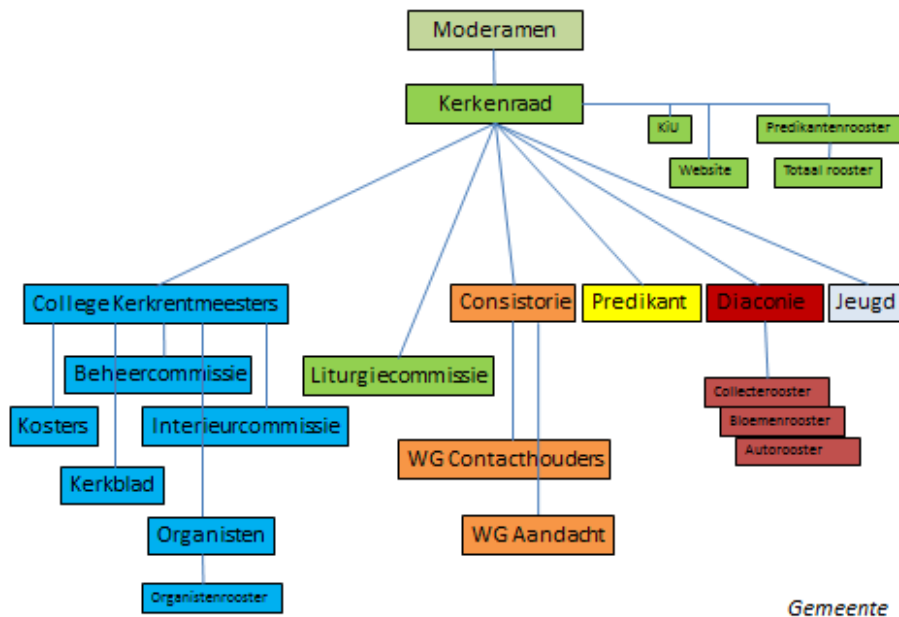 Moderamen
Kerkenraad
KiU
Predikantenrooster
Website
Totaal rooster
College Kerkrentmeesters
Consistorie
Predikant
Diaconie
Jeugd
Beheercommissie
Liturgiecommissie
Collecterooster
Kosters
Interieurcommissie
Bloemenrooster
Autorooster
WG Contacthouders
Kerkblad
Organisten
WG Aandacht
Organistenrooster
Gemeente